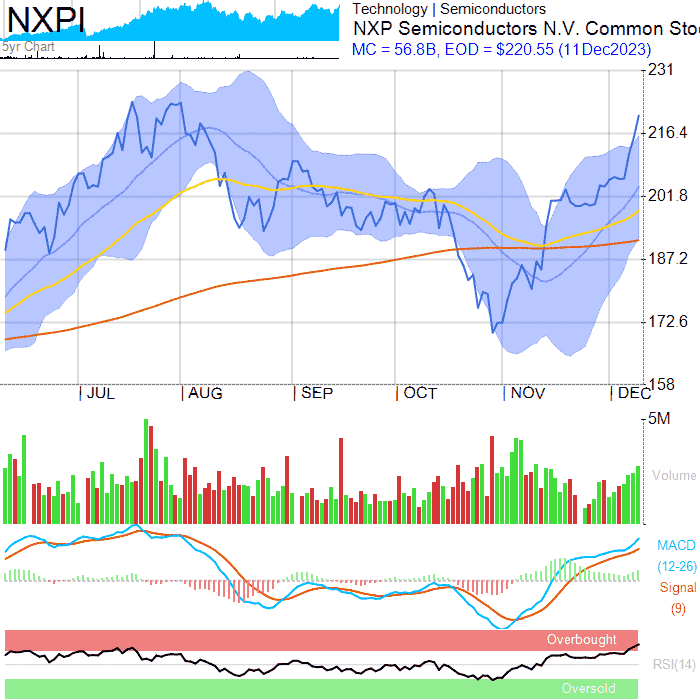 NXPI
5yr Chart
Technology | Semiconductors
NXP Semiconductors N.V. Common Sto
MC = 56.8B, EOD = $220.55 (11Dec2023)
231
216.4
201.8
187.2
172.6
158
JUL AUG SEP OCT NOV DEC
5M
Volume
MACD
(12-26)
Signal
(9)
Overbought
RSI(14)
Oversold